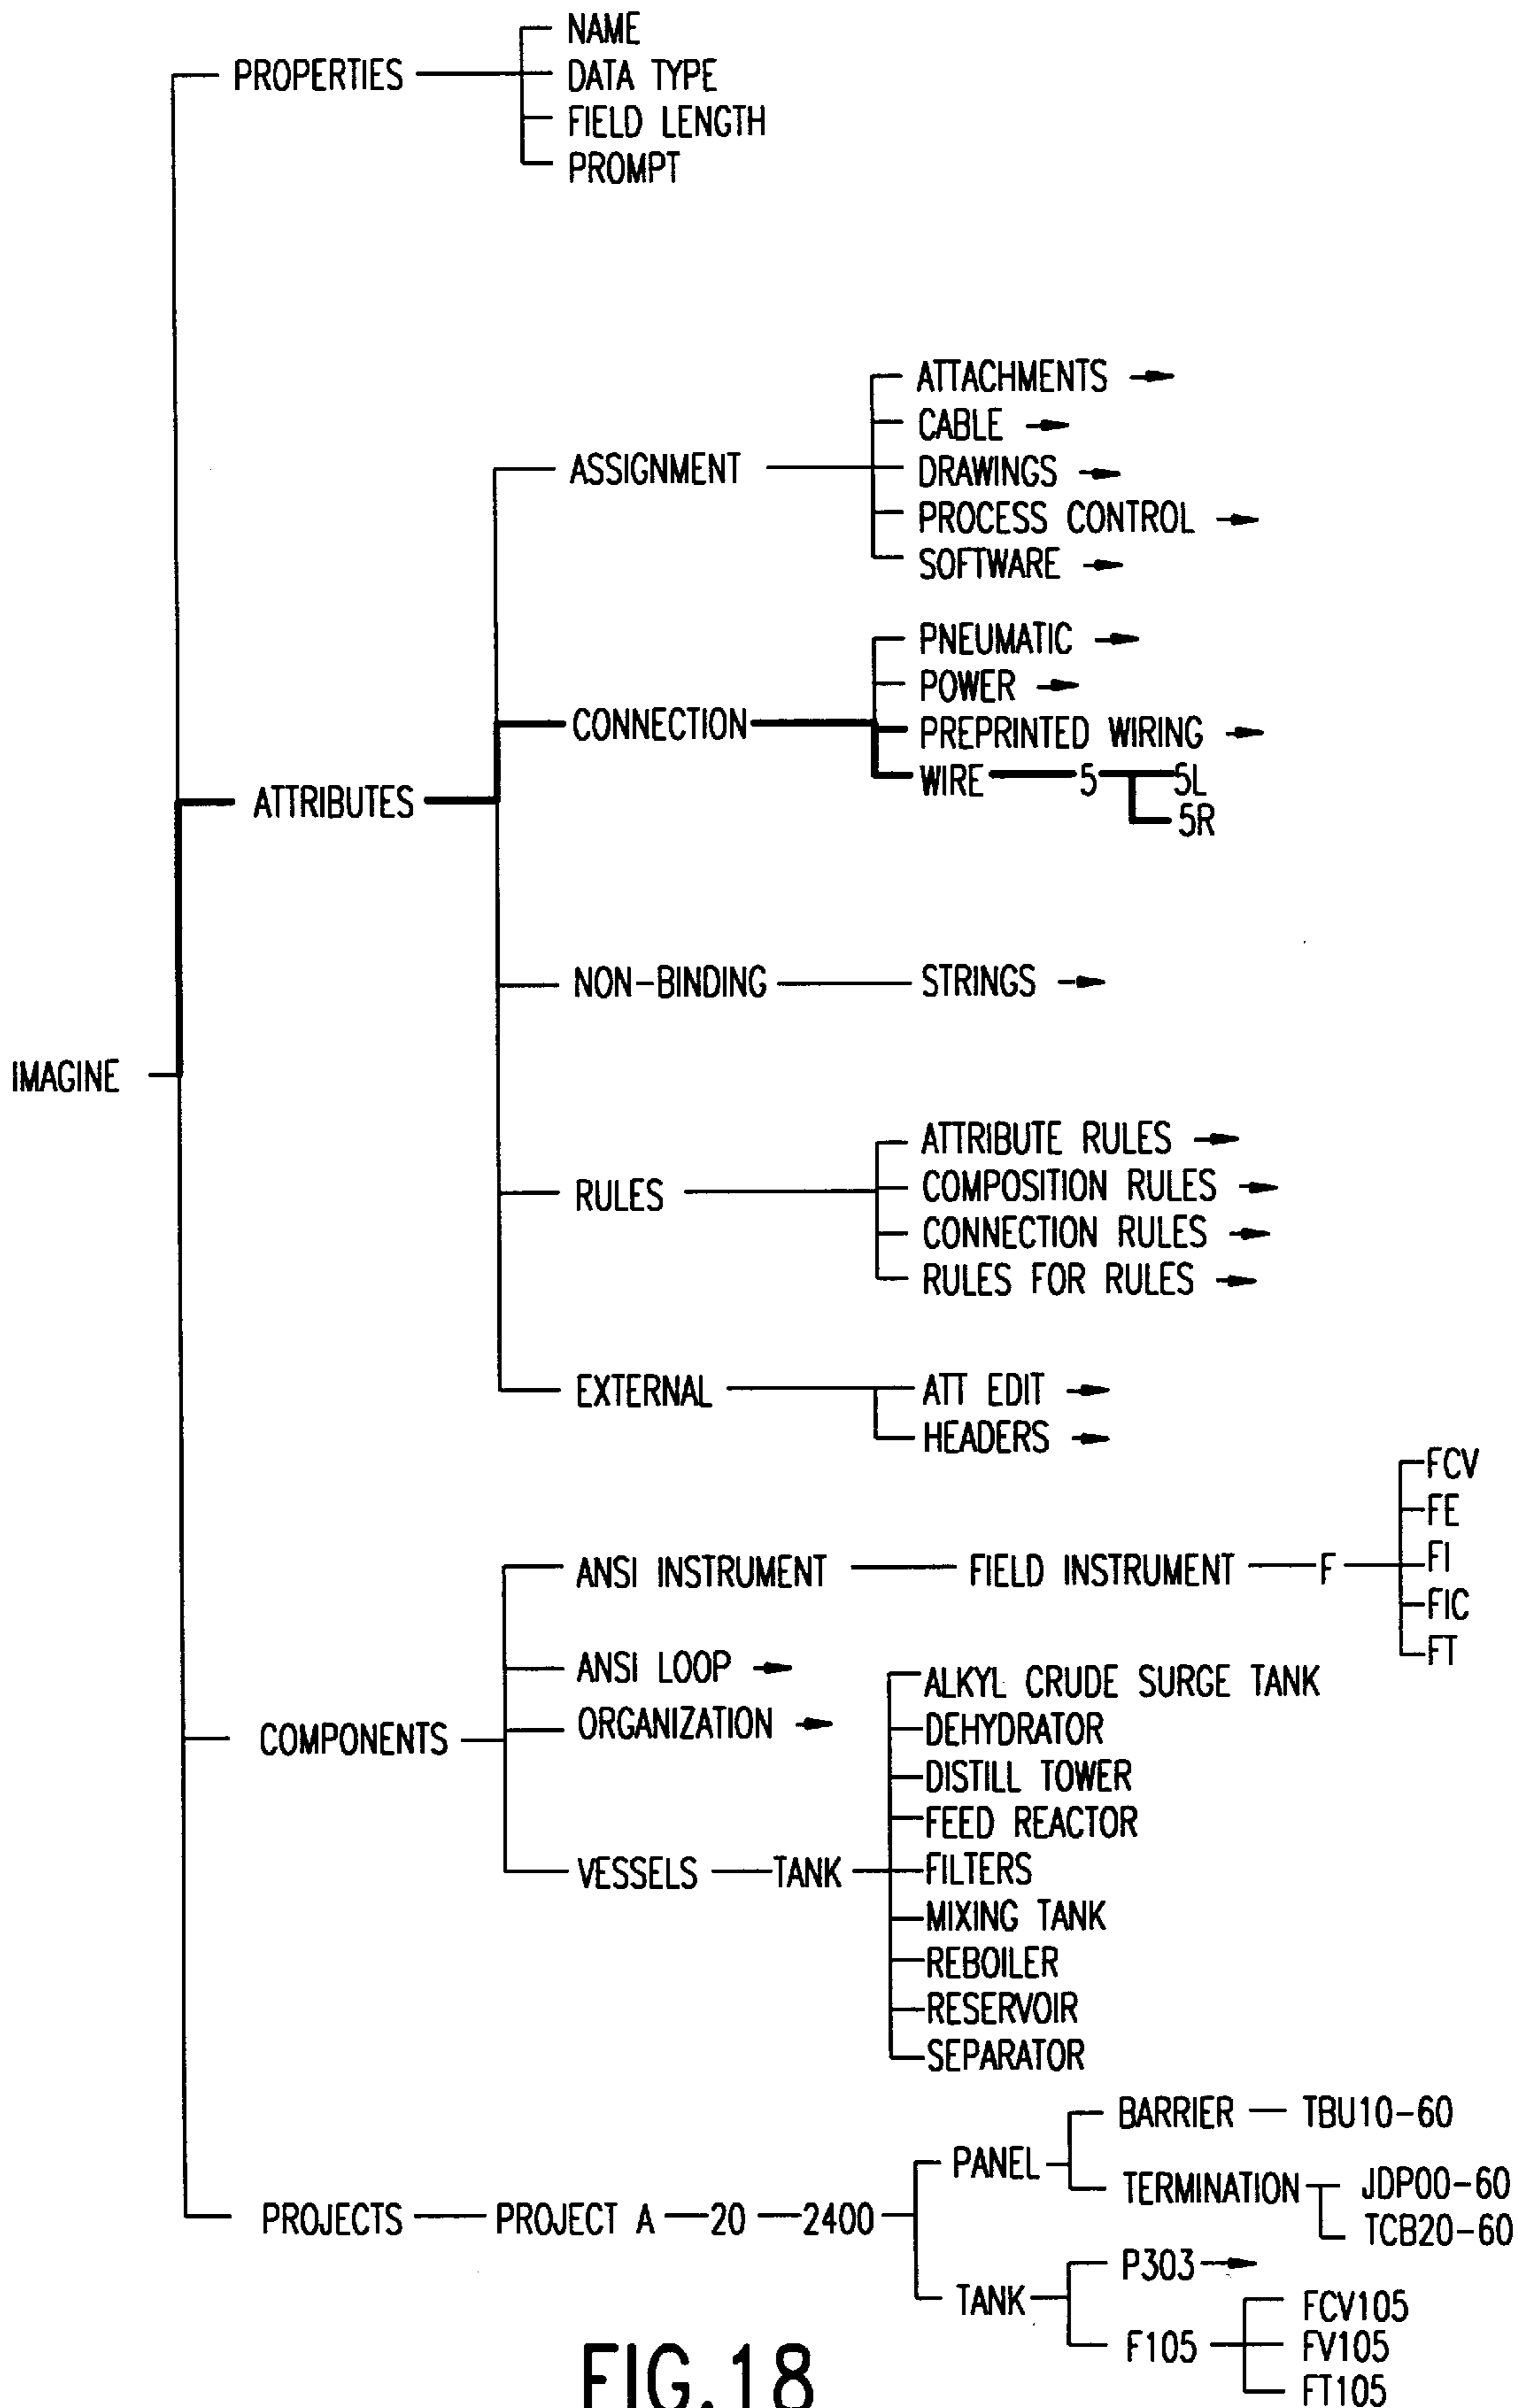 NAME
PROPERTIES
DATA TYPE
FIELD LENGTH
PROMPT
ATTACHMENTS
CABLE
ASSIGNMENT
DRAWINGS
PROCESS CONTROL
SOFTWARE
PNEUMATIC
POWER
CONNECTION
PREPRINTED WIRING
WIRE 5 5L
ATTRIBUTES
5R
NON-BINDING STRINGS
IMAGINE
ATTRIBUTE RULES
COMPOSITION RULES
RULES
CONNECTION RULES
RULES FOR RULES
EXTERNAL ATT EDIT
HEADERS
FCV
FE
ANSI INSTRUMENT FIELD INSTRUMENT F FI
FIC
FT
ANSI LOOP
ALKYL CRUDE SURGE TANK
ORGANIZATION
DEHYDRATOR
COMPONENTS
DISTILL TOWER
FEED REACTOR
VESSELS TANK FILTERS
MIXING TANK
REBOILER
RESERVOIR
SEPARATOR
BARRIER TBU10-60
PANEL
TERMINATION JDP00-60
TCB20-60
PROJECTS PROJECT A 20 2400
P303
TANK
FCV105
F105 FV105
FT105
FIG.18